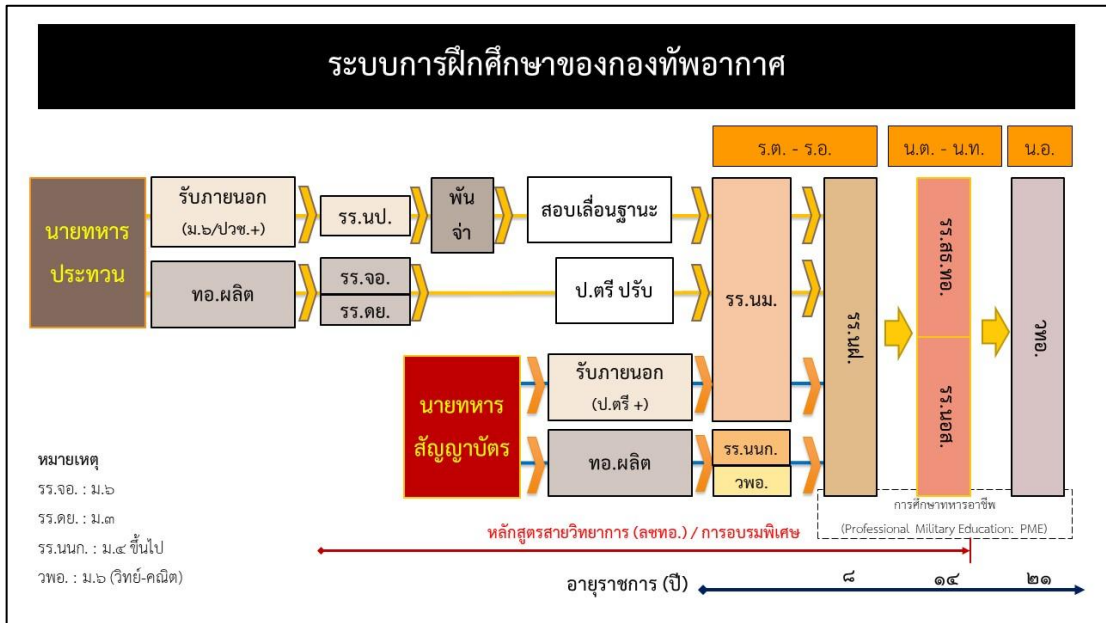 ระบบการฝึกศึกษาของกองทัพอากาศ
ร.ต. - ร.อ.
น.ต. - น.ท.
น.อ.
นายทหาร
ประทวน
รับภายนอก
(ม.๖/ปวช.+)
รร.นป.
พัน
จ่า
สอบเลื่อนฐานะ
ทอ.ผลิต
รร.จอ.
รร.ดย.
ป.ตรี ปรับ
รร.นม.
รร.นฝ.
รร.สธ.ทอ.
รร.นอส.
วทอ.
นายทหาร
สัญญาบัตร
รับภายนอก
(ป.ตรี +)
ทอ.ผลิต
รร.นนก.
วพอ.
หมายเหตุ
รร.จอ. : ม.๖
รร.ดย. : ม.๓
รร.นนก. : ม.๔ ขึ้นไป
วพอ. : ม.๖ (วิทย์-คณิต)
การศึกษาทหารอาชีพ
(Professional Military Education: PME)
หลักสูตรสายวิทยาการ (ลชทอ.) / การอบรมพิเศษ
อายุราชการ (ปี)
๘
๑๔
๒๑